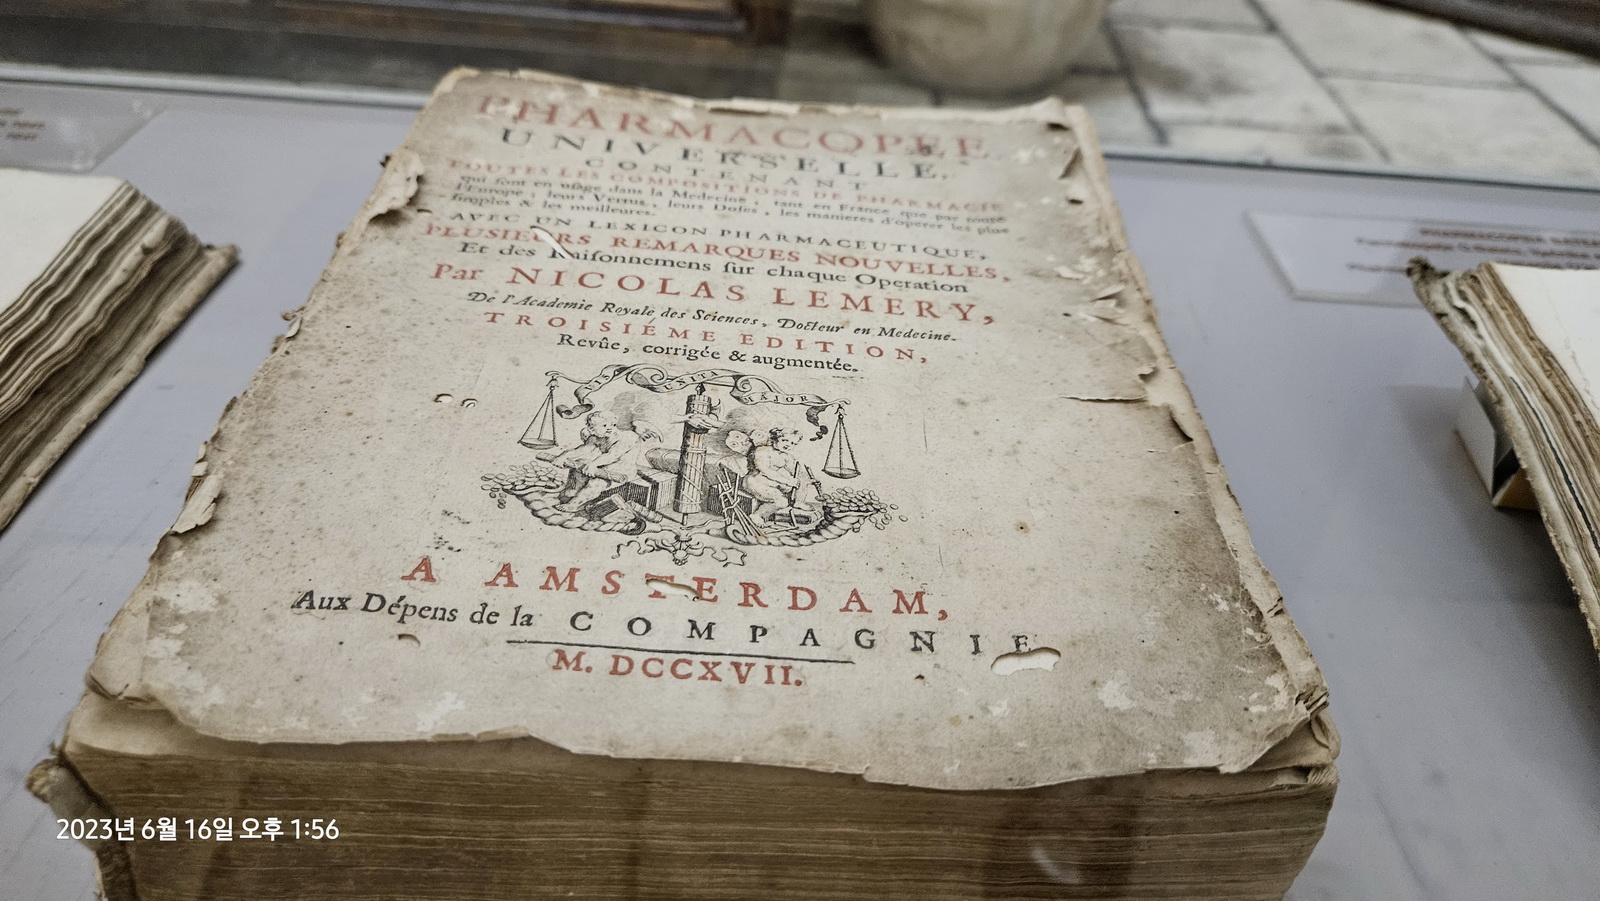 PHARMACOPÉE
UNIVERSELLE,
CONTENANT
TOUTES LES COMPOSITIONS DE PHARMACIE
qui sont en usage dans la Medecine, tant en France que par toute
l'Europe; leurs Vertus, leurs Doses, les manieres d'operer les plus
simples & les meilleures.
AVEC UN LEXICON PHARMACEUTIQUE,
PLUSIEURS REMARQUES NOUVELLES,
Et des Raisonnemens sur chaque Operation
Par NICOLAS LEMERY,
De l'Academie Royale des Sciences, Docteur en Medecine.
TROISIÉME EDITION,
Revûe, corrigée & augmentée.
VIS UNITA MAJOR
A AMSTERDAM,
Aux Dépens de la COMPAGNIE
M. DCCXVII.
2023년 6월 16일 오후 1:56